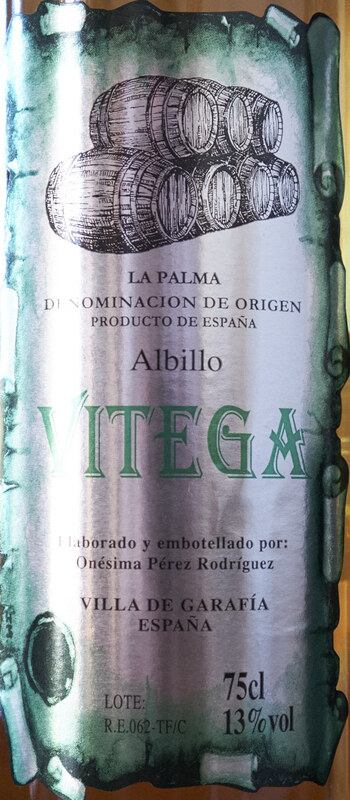 LA PALMA
DENOMINACION DE ORIGEN
PRODUCTO DE ESPAÑA
Albillo
VITEGA
Elaborado y embotellado por:
Onésima Pérez Rodríguez
VILLA DE GARAFÍA
ESPAÑA
LOTE:
R.E.062-TF/C
75cl
13%vol